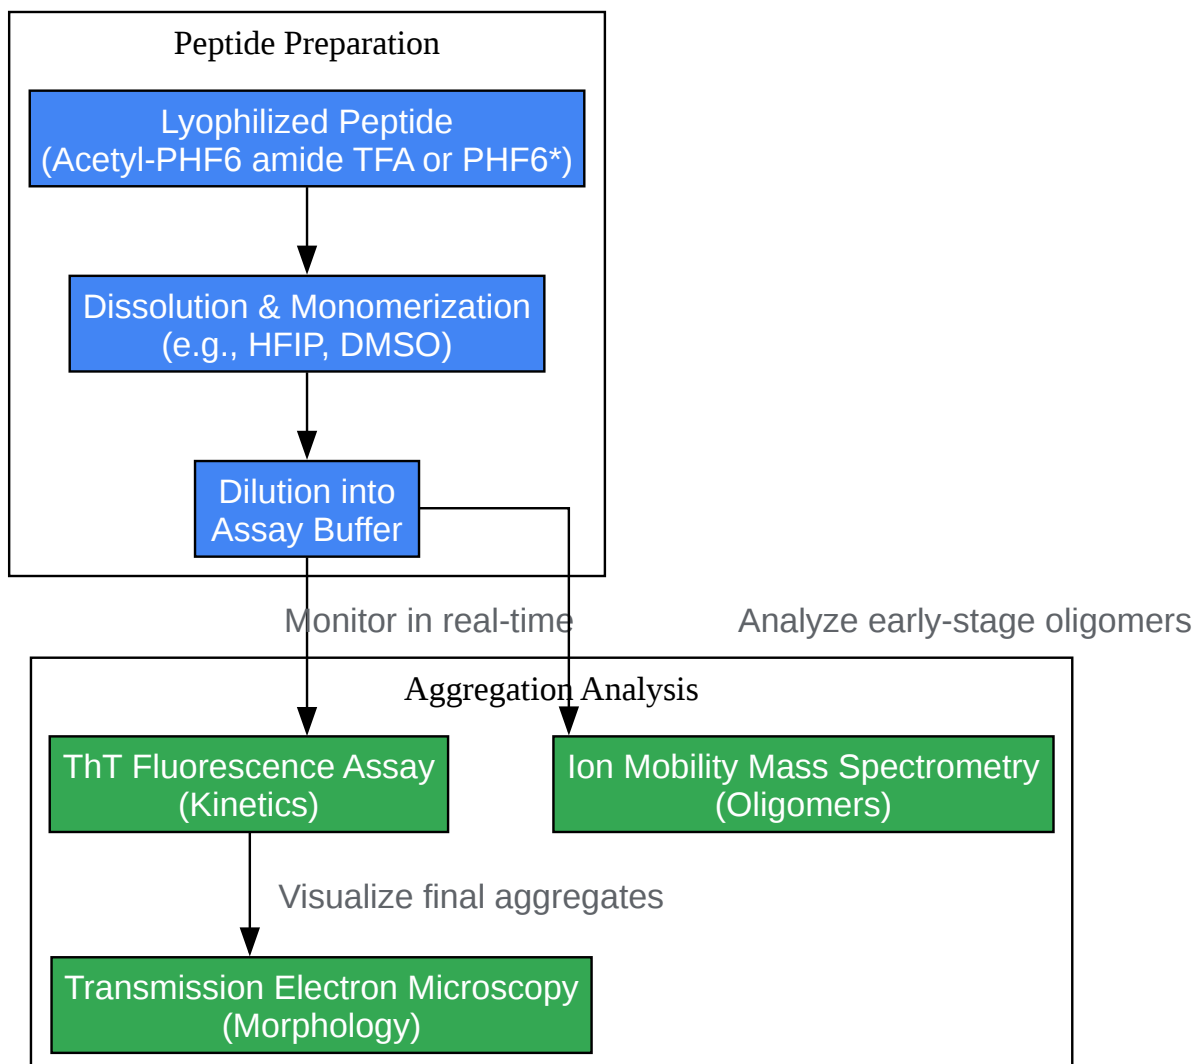 Peptide Preparation
Lyophilized Peptide
(Acetyl-PHF6 amide TFA or PHF6*)
Dissolution & Monomerization
(e.g., HFIP, DMSO)
Dilution into
Assay Buffer
Monitor in real-time
Analyze early-stage oligomers
Aggregation Analysis
ThT Fluorescence Assay
(Kinetics)
Ion Mobility Mass Spectrometry
(Oligomers)
Visualize final aggregates
Transmission Electron Microscopy
(Morphology)